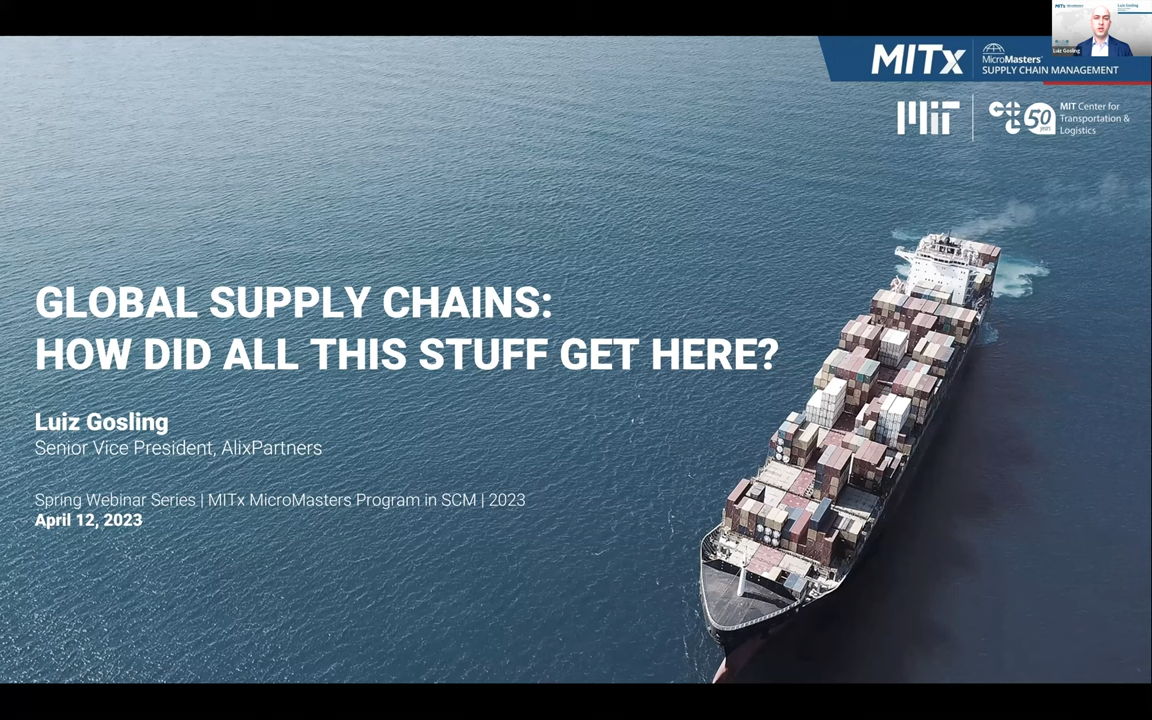 MITx
MicroMasters
SUPPLY CHAIN MANAGEMENT
Luiz Gosling
MIT
50
years
MIT Center for
Transportation &
Logistics
GLOBAL SUPPLY CHAINS:
HOW DID ALL THIS STUFF GET HERE?
Luiz Gosling
Senior Vice President, AlixPartners
Spring Webinar Series | MITx MicroMasters Program in SCM | 2023
April 12, 2023